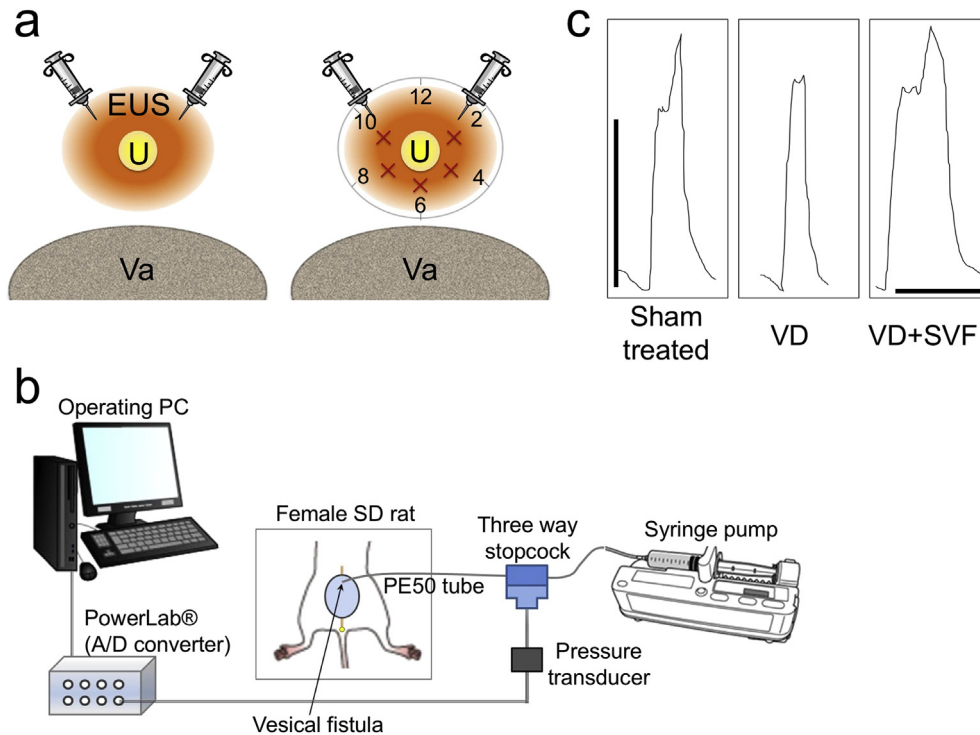 a
EUS
U
Va
12
10
2
U
8
4
6
Va
c
Sham
treated
VD
VD+SVF
b
Operating PC
Female SD rat
Three way
stopcock
Syringe pump
PE50 tube
PowerLab®
(A/D converter)
Pressure
transducer
Vesical fistula